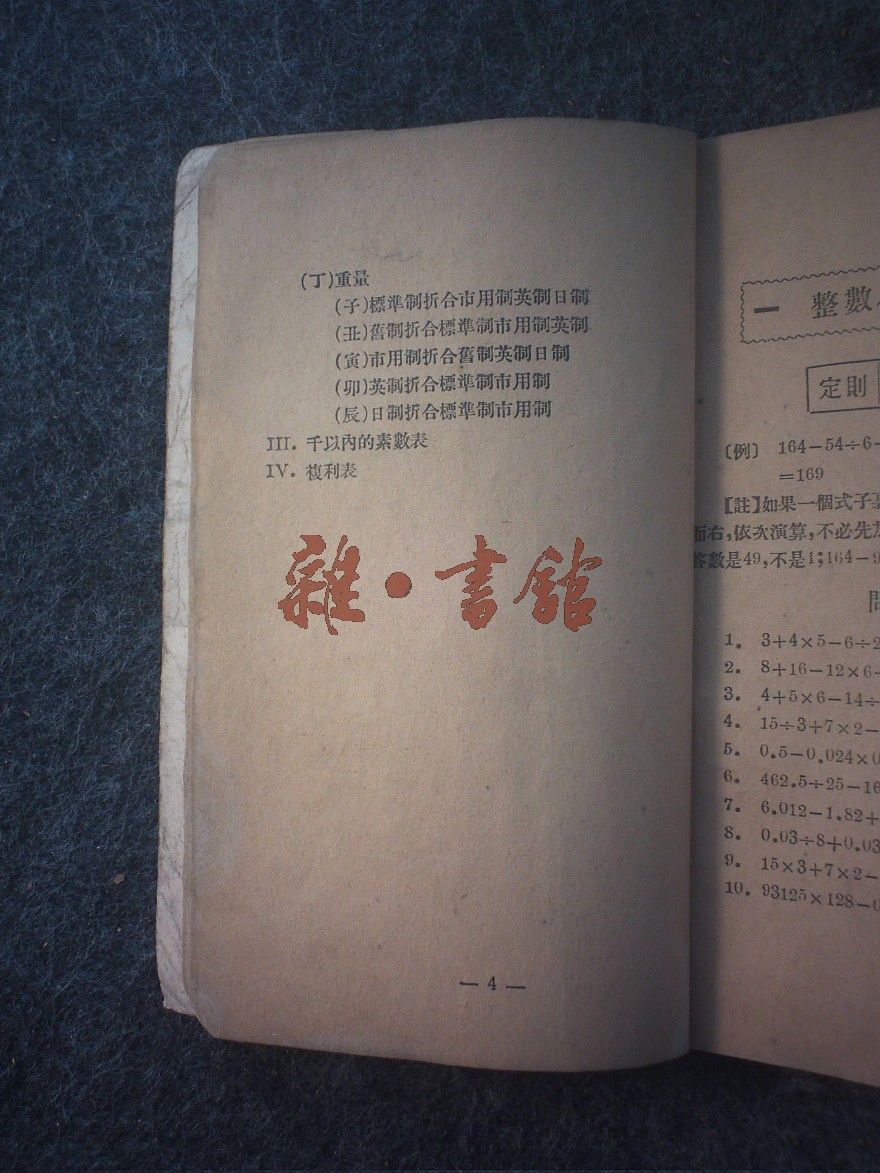 (丁)重量
(子)標準制折合市用制英制日制
(丑)舊制折合標準制市用制英制
(寅)市用制折合舊制英制日制
(卯)英制折合標準制市用制
(辰)日制折合標準制市用制
III. 千以內的素數表
IV. 複利表
雜·書館
— 4 —
一 整數
定則
〔例〕 164-54÷6-
=169
【註】如果一個式子
而右,依次演算,不必先
答數是49,不是1;164-9
1. 3+4×5-6÷2
2. 8+16-12×6
3. 4+5×6-14÷
4. 15÷3+7×2-
5. 0.5-0.024×0
6. 462.5÷25-16
7. 6.012-1.82+
8. 0.03÷8+0.03
9. 15×3+7×2-
10. 93125×128-0